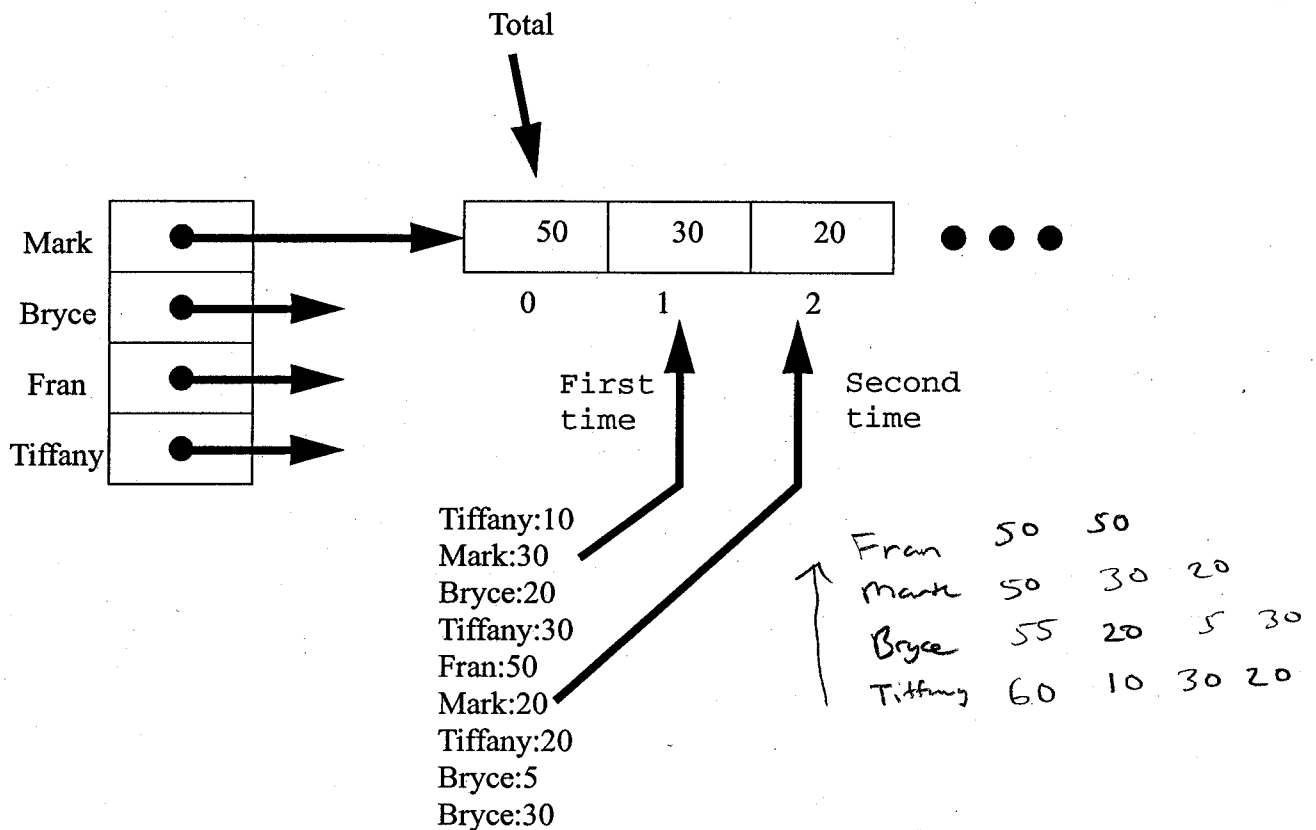 Total
Mark
50 30 20
Bryce
0 1 2
Fran
First
time
Second
time
Tiffany
Tiffany:10
Mark:30
Bryce:20
Tiffany:30
Fran:50
Mark:20
Tiffany:20
Bryce:5
Bryce:30
Fran 50 50
Mark 50 30 20
Bryce 55 20 5 30
Tiffany 60 10 30 20